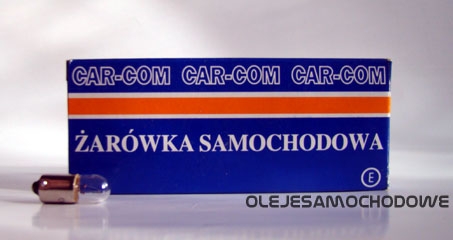 CAR-COM CAR-COM CAR-COM
ŻARÓWKA SAMOCHODOWA
E
OLEJESAMOCHODOWE